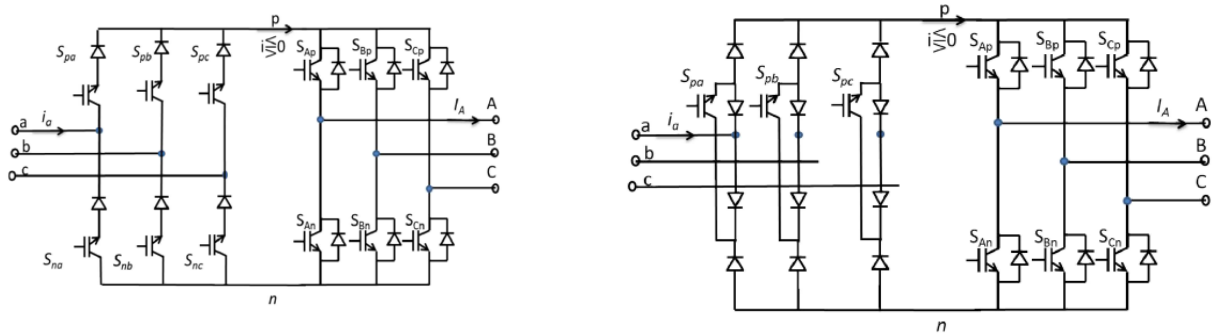 p
i⪋0
S_pa S_pb S_pc S_Ap S_Bp S_Cp
a i_a I_A A
b B
c C
S_na S_nb S_nc S_An S_Bn S_Cn
n
p
i⪋0
S_pa S_pb S_pc S_Ap S_Bp S_Cp
a i_a I_A A
b B
c C
S_An S_Bn S_Cn
n